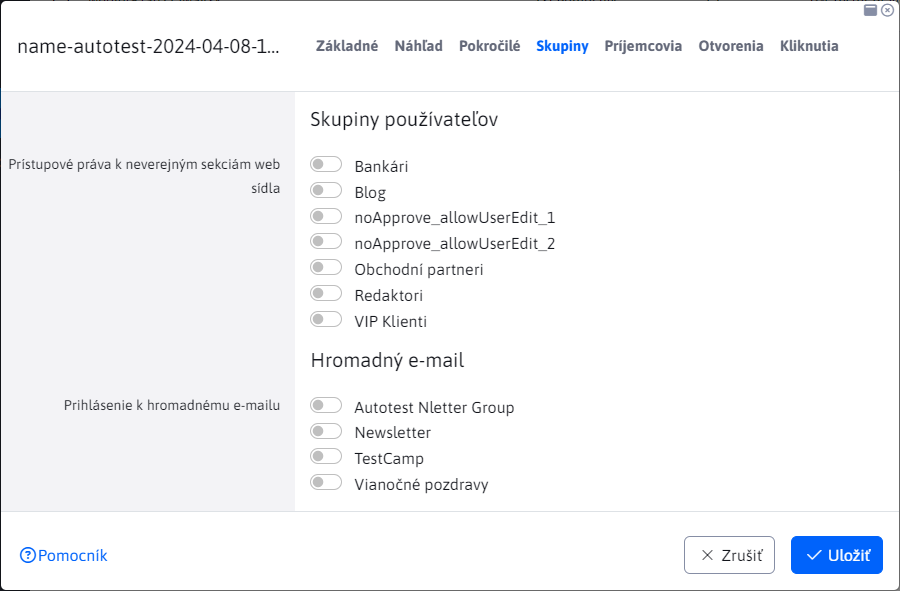 name-autotest-2024-04-08-1...
Základné Náhľad Pokročilé Skupiny Príjemcovia Otvorenia Kliknutia
Skupiny používateľov
Prístupové práva k neverejným sekciám web
sídla
Bankári
Blog
noApprove_allowUserEdit_1
noApprove_allowUserEdit_2
Obchodní partneri
Redaktori
VIP Klienti
Hromadný e-mail
Prihlásenie k hromadnému e-mailu
Autotest Nletter Group
Newsletter
TestCamp
Vianočné pozdravy
Pomocník
Zrušiť
Uložiť